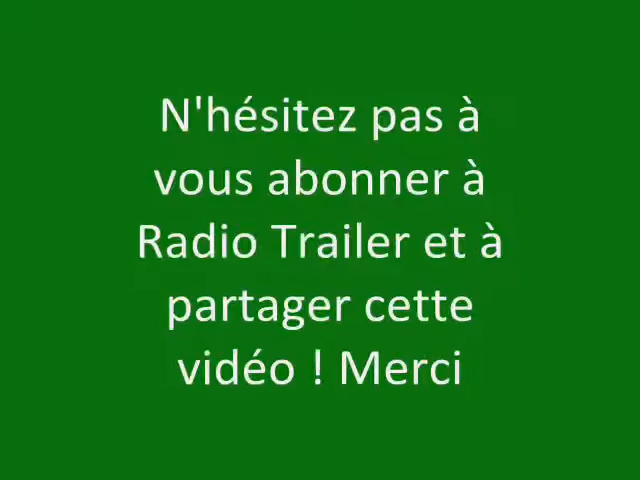 N'hésitez pas à
vous abonner à
Radio Trailer et à
partager cette
vidéo ! Merci